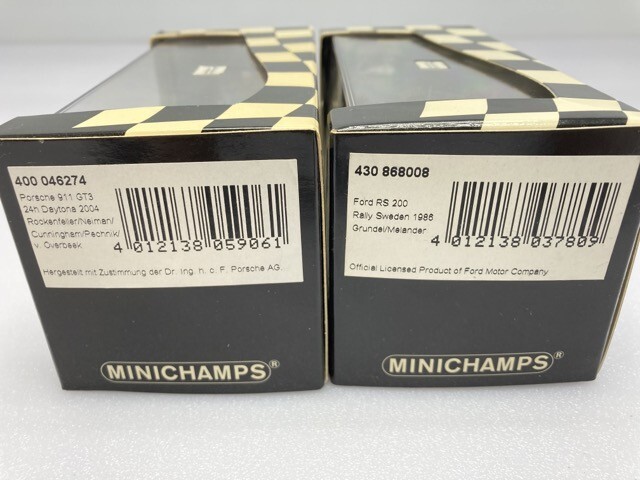 400 046274
Porsche 911 GT3
24h Daytona 2004
Rockenfeller/Neiman/
Cunningham/Pechnik/
v. Overbeek
4 012138 059061
Hergestellt mit Zustimmung der Dr. Ing. h. c. F. Porsche AG.
MINICHAMPS®
430 868008
Ford RS 200
Rally Sweden 1986
Grundel/Melander
4 012138 037809
Official Licensed Product of Ford Motor Company
MINICHAMPS®